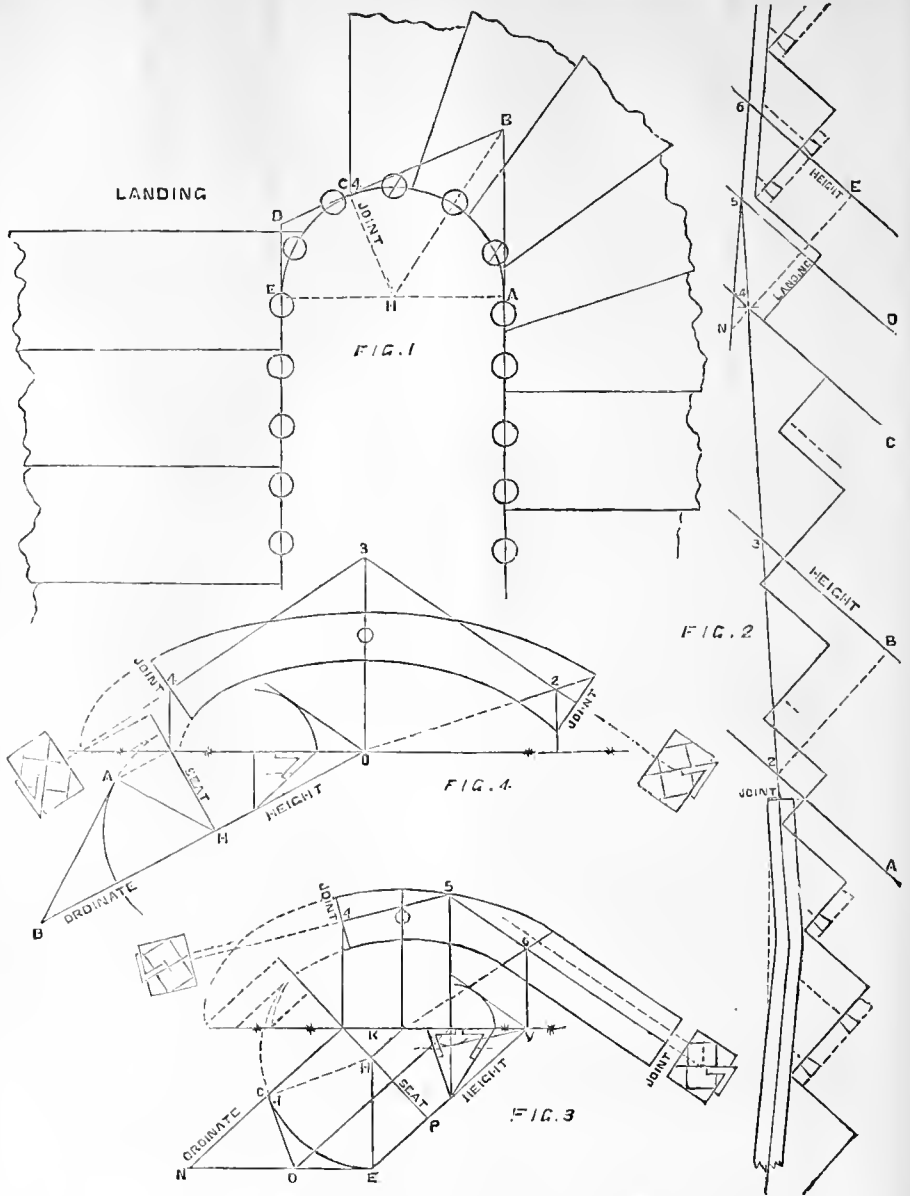 LANDING
B
C 4
B
JOINT
E
H
A
FIG. 1
6
HEIGHT
E
5
LANDING
4
N
D
C
3
HEIGHT
FIG. 2
B
2
JOINT
A
3
JOINT
4
2
JOINT
A
SEAT
O
FIG. 4
H
HEIGHT
ORDINATE
B
JOINT
4
5
6
K
L
V
H
SEAT
HEIGHT
JOINT
C
ORDINATE
P
FIG. 3
N
O
E